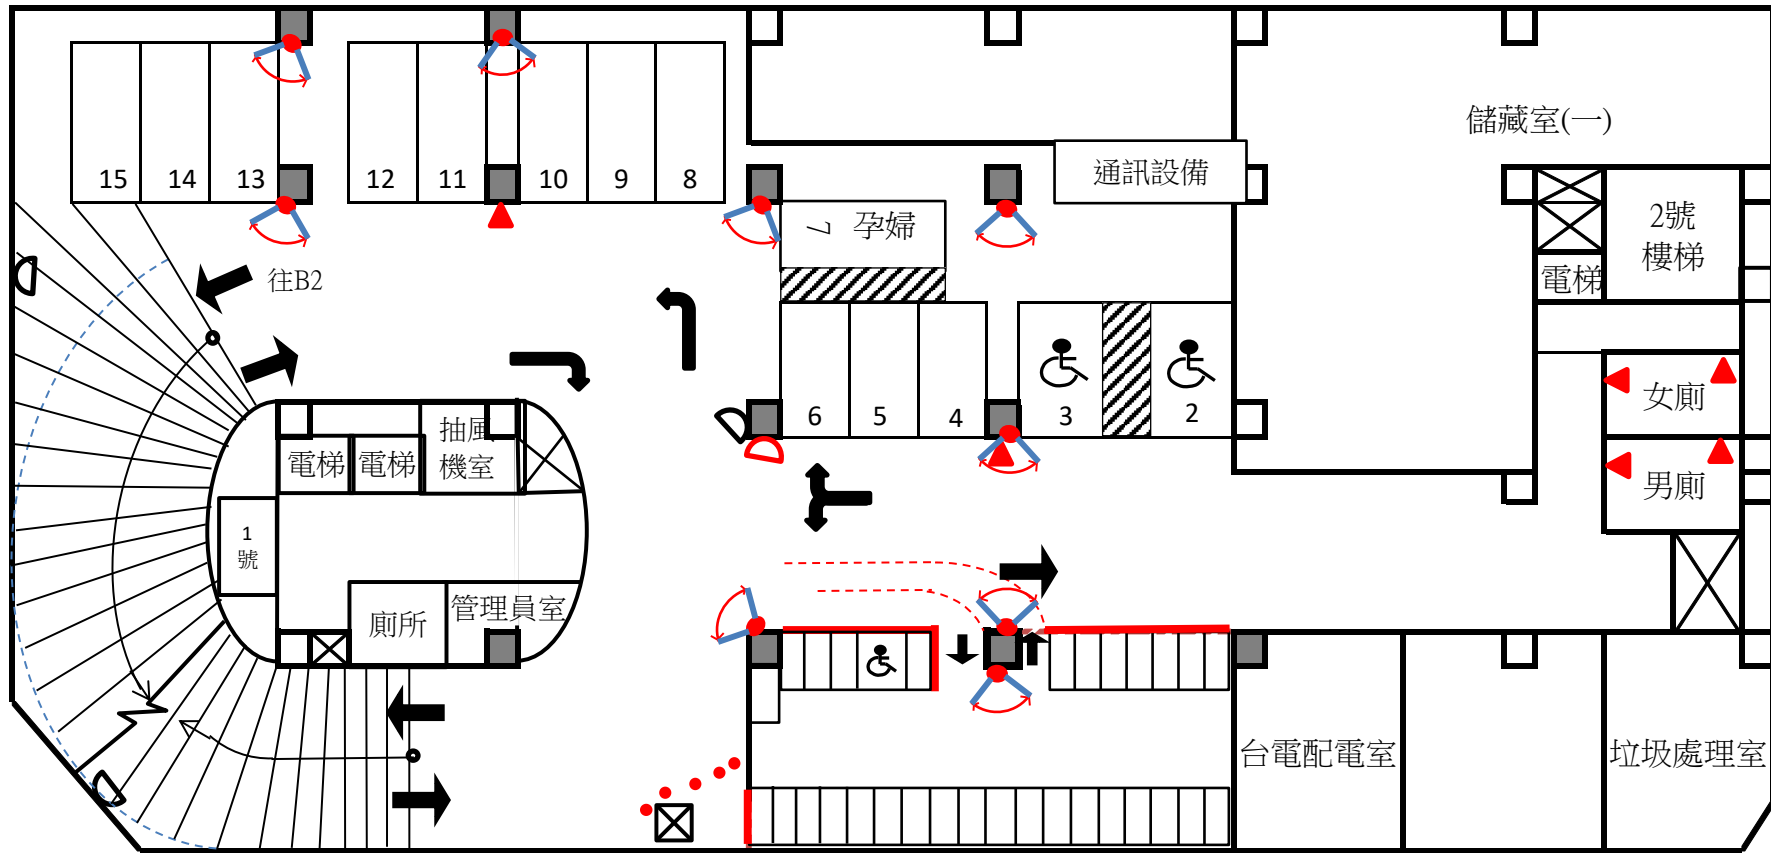 儲藏室(一)
通訊設備
15
14
13
12
11
10
9
8
7 孕婦
2號
樓梯
電梯
往B2
6
5
4
3
2
女廁
男廁
抽風
機室
電梯
電梯
1
號
廁所
管理員室
台電配電室
垃圾處理室